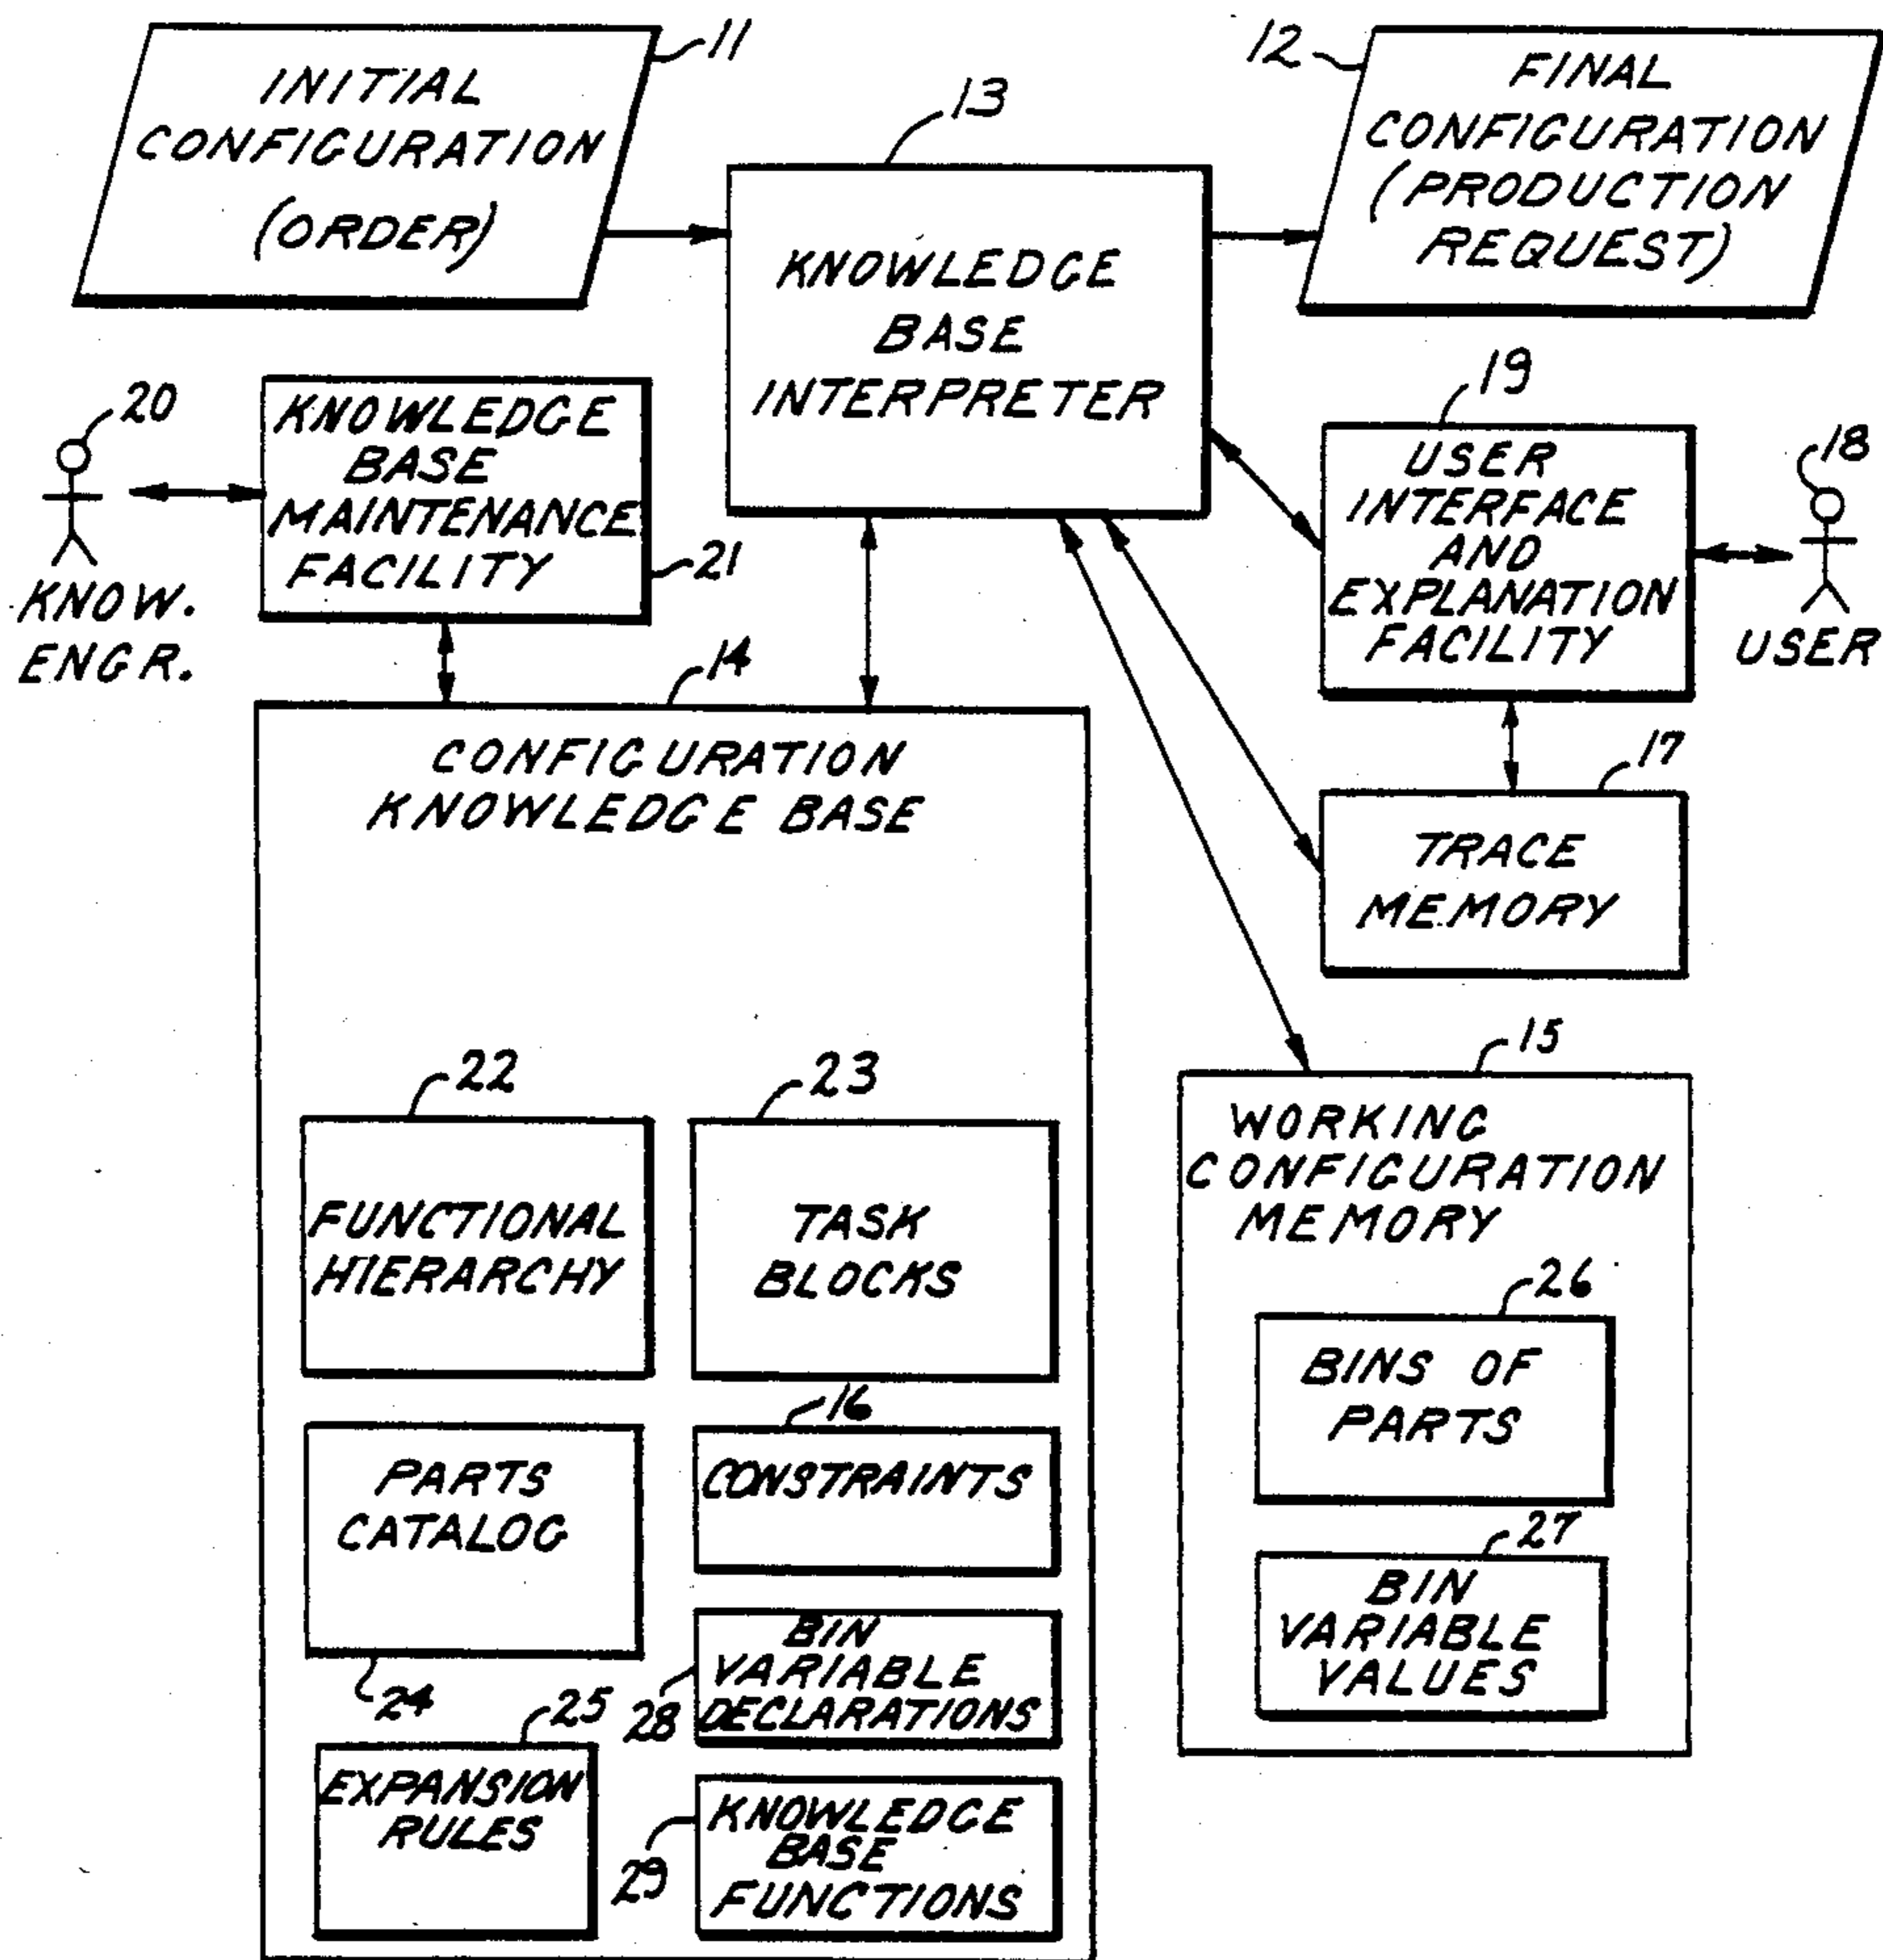 11
INITIAL
CONFIGURATION
(ORDER)
13
KNOWLEDGE
BASE
INTERPRETER
12
FINAL
CONFIGURATION
(PRODUCTION
REQUEST)
20
KNOW.
ENGR.
KNOWLEDGE
BASE
MAINTENANCE
FACILITY
21
19
USER
INTERFACE
AND
EXPLANATION
FACILITY
18
USER
14
CONFIGURATION
KNOWLEDGE BASE
17
TRACE
MEMORY
22
FUNCTIONAL
HIERARCHY
23
TASK
BLOCKS
PARTS
CATALOG
24
16
CONSTRAINTS
BIN
VARIABLE
DECLARATIONS
28
25
EXPANSION
RULES
KNOWLEDGE
BASE
FUNCTIONS
29
15
WORKING
CONFIGURATION
MEMORY
26
BINS OF
PARTS
27
BIN
VARIABLE
VALUES